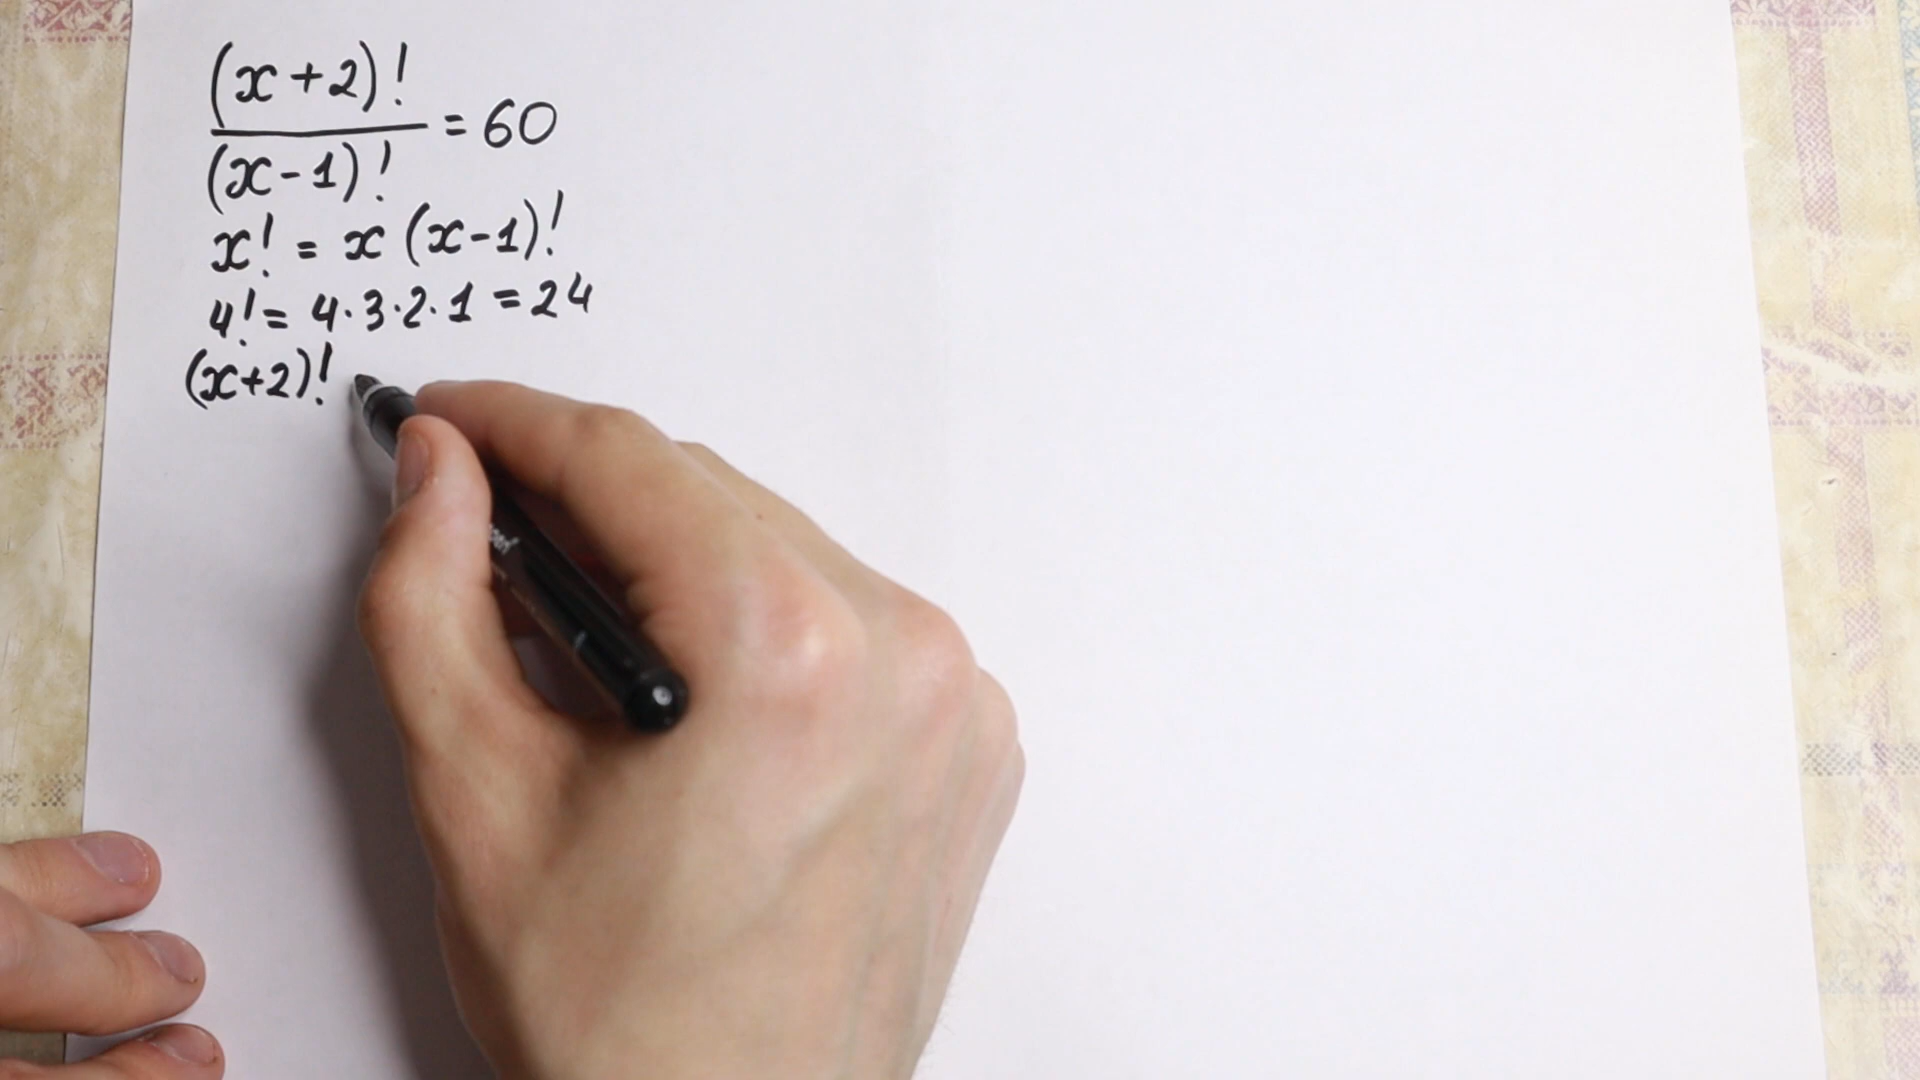 (x+2)!
/(x-1)! = 60
x! = x (x-1)!
4! = 4·3·2·1 = 24
(x+2)!